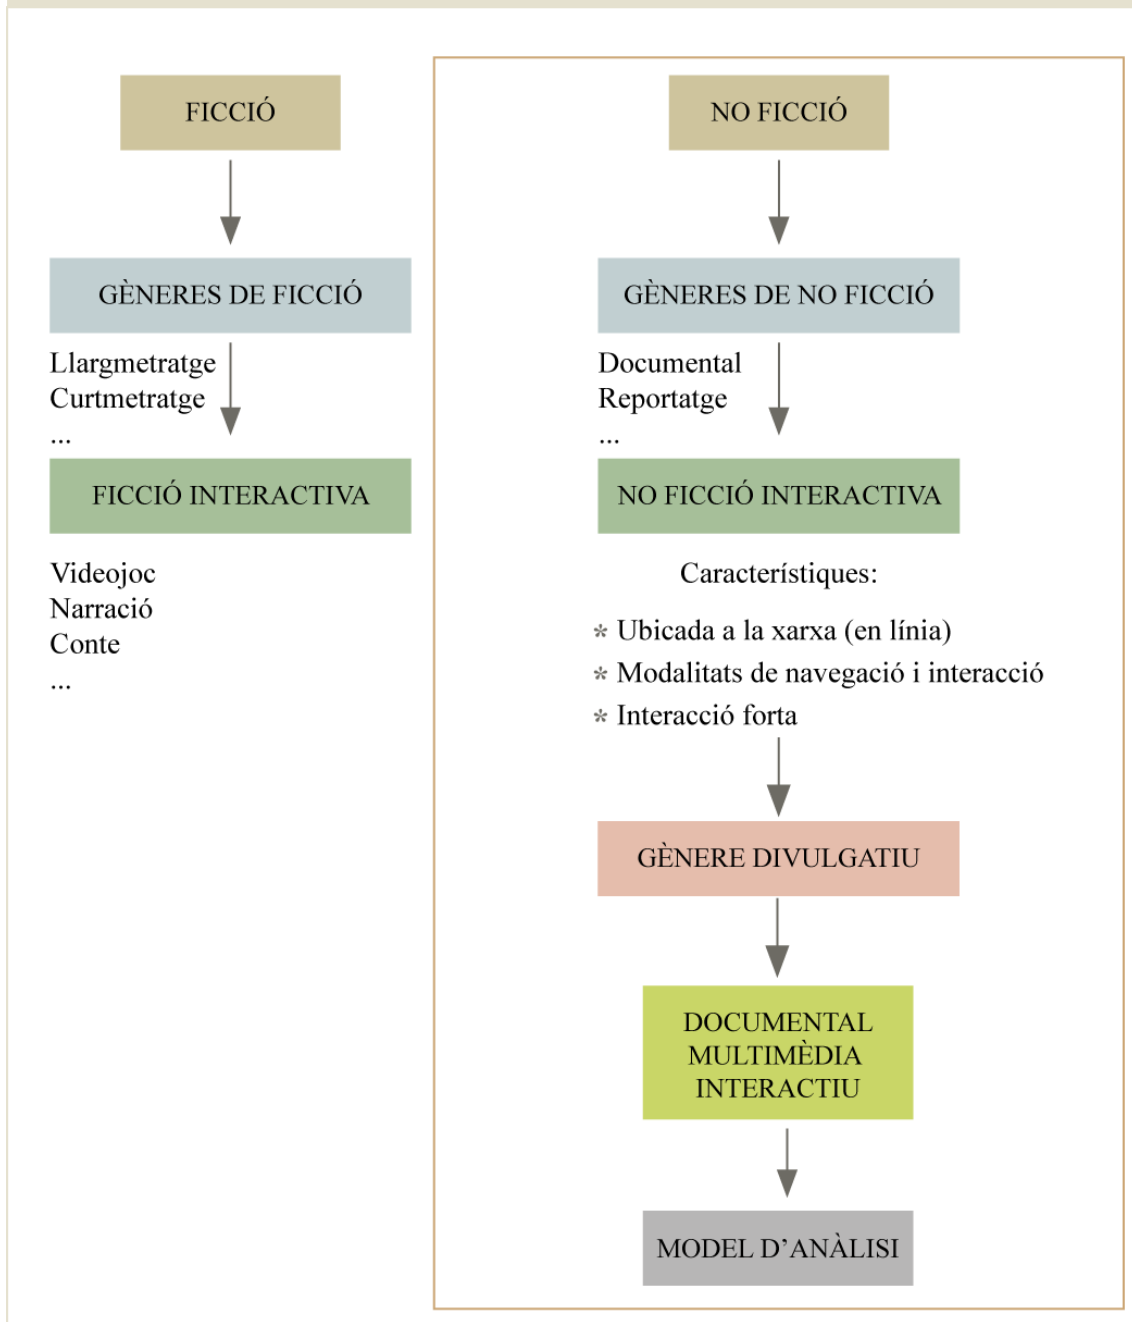 FICCIÓ
GÈNERES DE FICCIÓ
Llargmetratge
Curtmetratge
...
FICCIÓ INTERACTIVA
Videojoc
Narració
Conte
...
NO FICCIÓ
GÈNERES DE NO FICCIÓ
Documental
Reportatge
...
NO FICCIÓ INTERACTIVA
Característiques:
* Ubicada a la xarxa (en línia)
* Modalitats de navegació i interacció
* Interacció forta
GÈNERE DIVULGATIU
DOCUMENTAL
MULTIMÈDIA
INTERACTIU
MODEL D’ANÀLISI